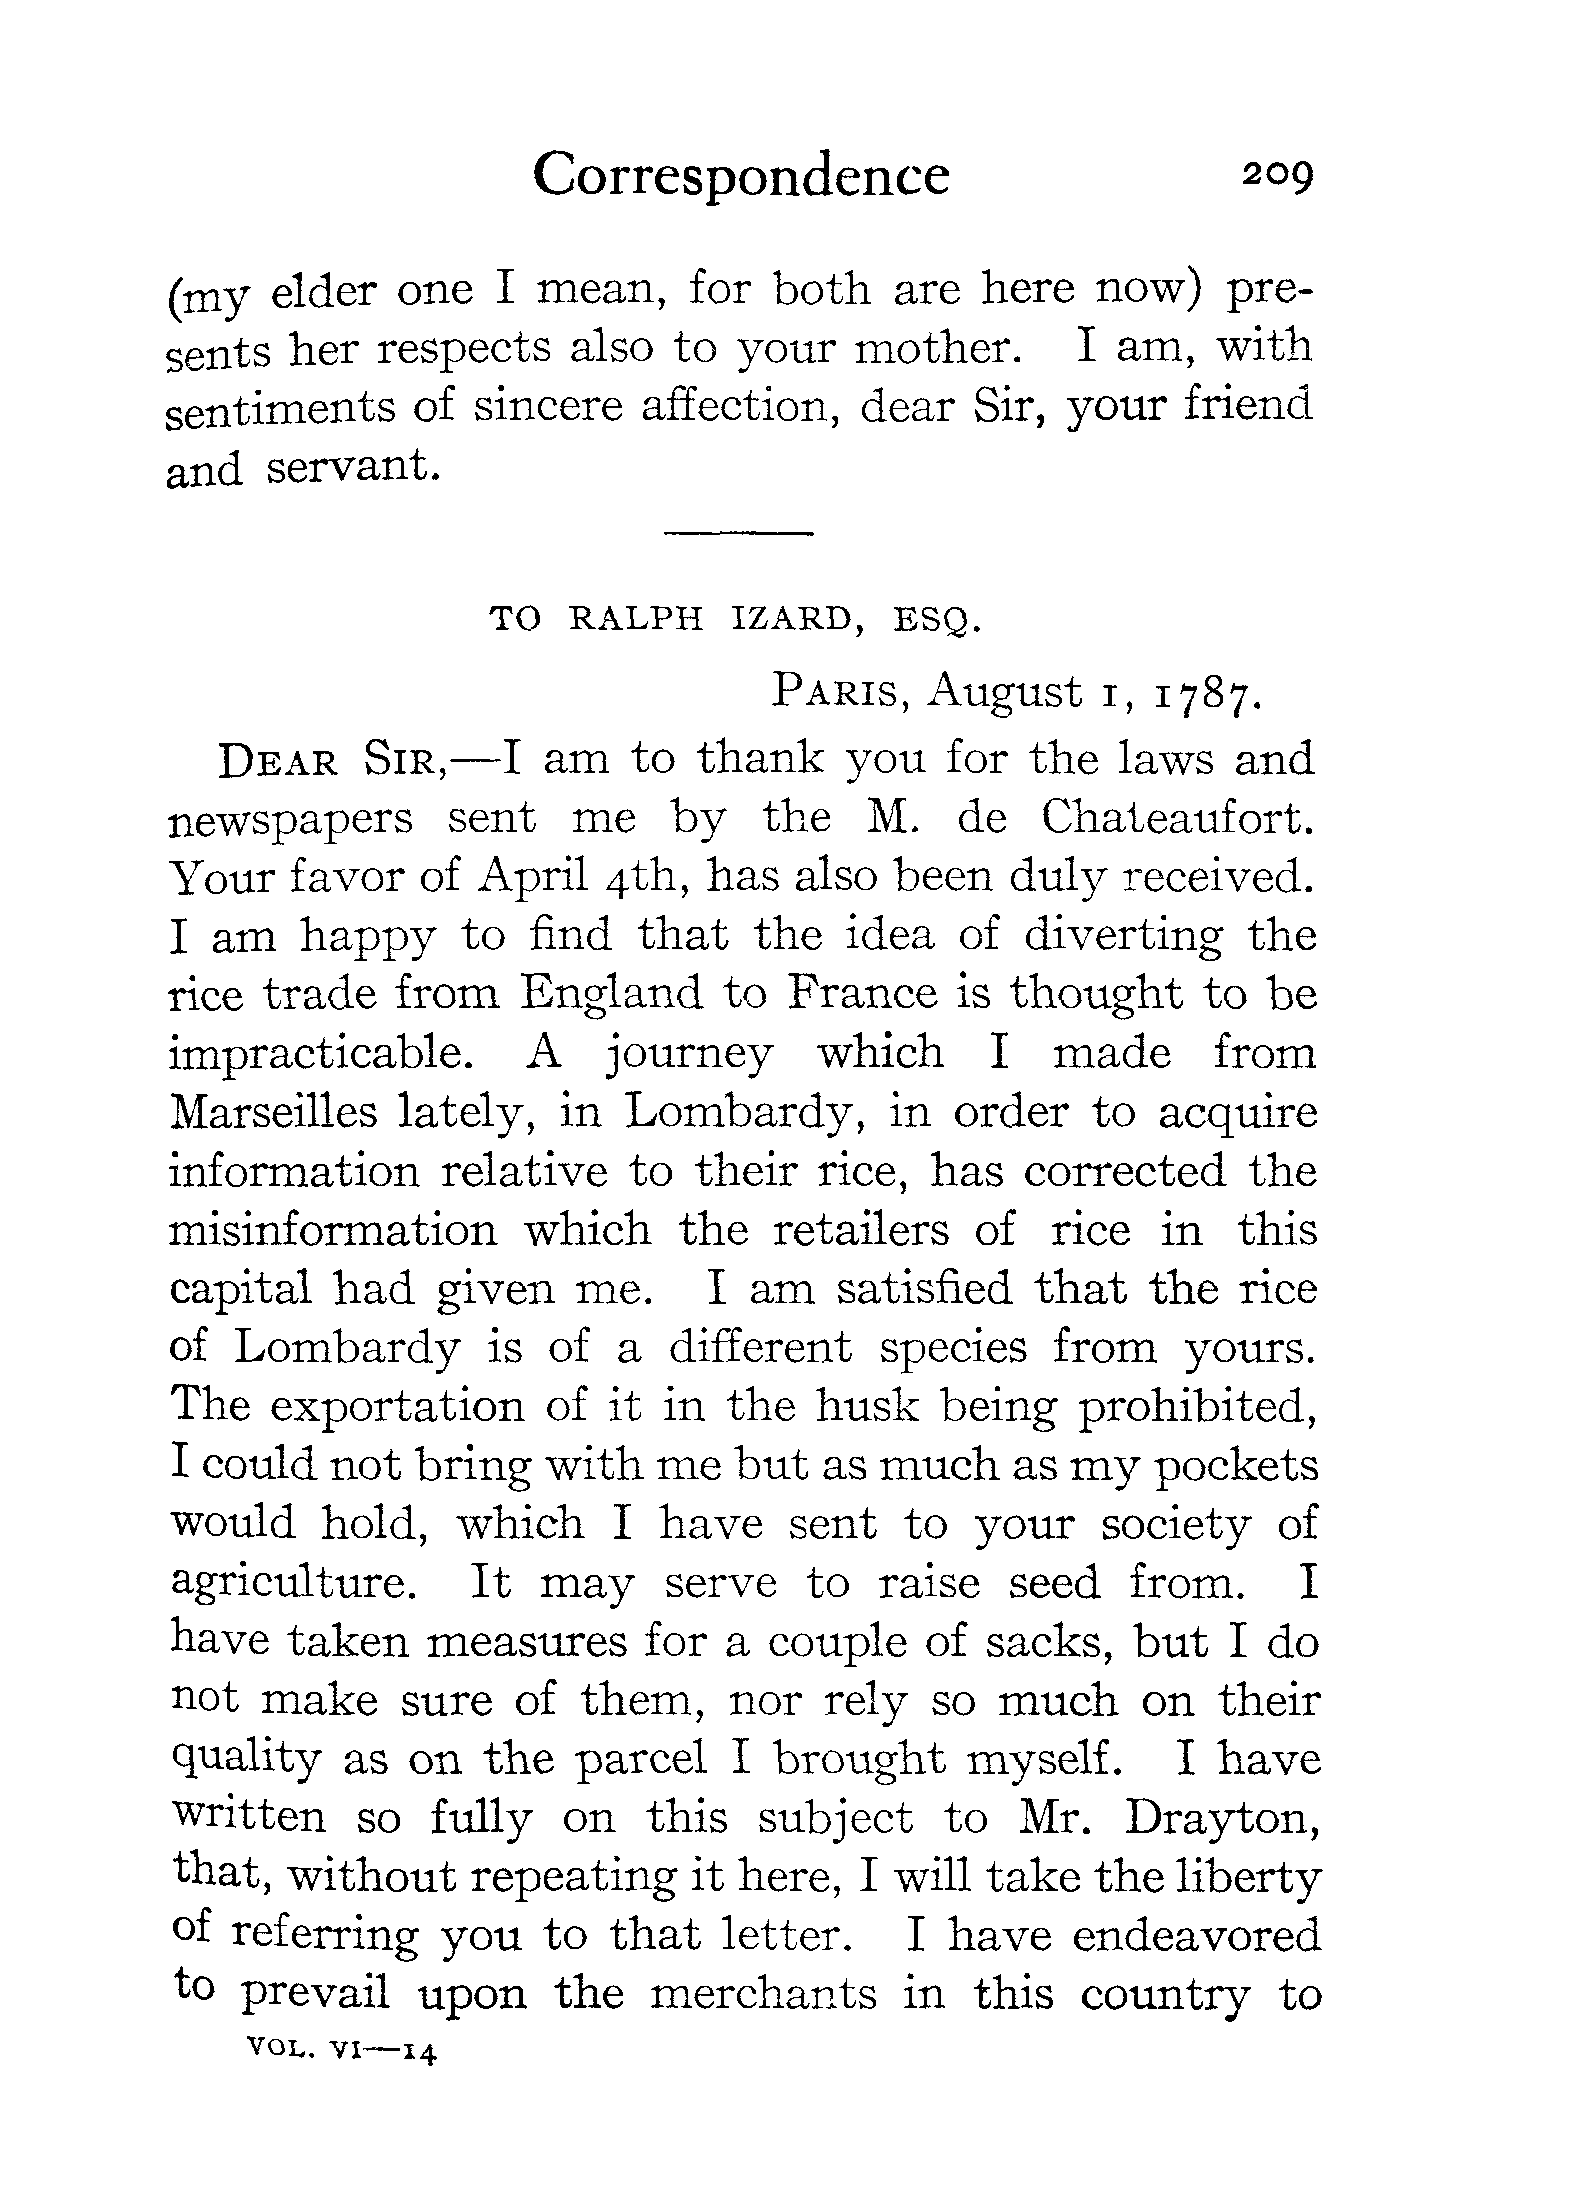 Correspondence 209
(my elder one I mean, for both are here now) pre-
sents her respects also to your mother. I am, with
sentiments of sincere affection, dear Sir, your friend
and servant.
TO RALPH IZARD, ESQ.
PARIS, August 1, 1787.
DEAR SIR,—I am to thank you for the laws and
newspapers sent me by the M. de Chateaufort.
Your favor of April 4th, has also been duly received.
I am happy to find that the idea of diverting the
rice trade from England to France is thought to be
impracticable. A journey which I made from
Marseilles lately, in Lombardy, in order to acquire
information relative to their rice, has corrected the
misinformation which the retailers of rice in this
capital had given me. I am satisfied that the rice
of Lombardy is of a different species from yours.
The exportation of it in the husk being prohibited,
I could not bring with me but as much as my pockets
would hold, which I have sent to your society of
agriculture. It may serve to raise seed from. I
have taken measures for a couple of sacks, but I do
not make sure of them, nor rely so much on their
quality as on the parcel I brought myself. I have
written so fully on this subject to Mr. Drayton,
that, without repeating it here, I will take the liberty
of referring you to that letter. I have endeavored
to prevail upon the merchants in this country to
VOL. VI—14